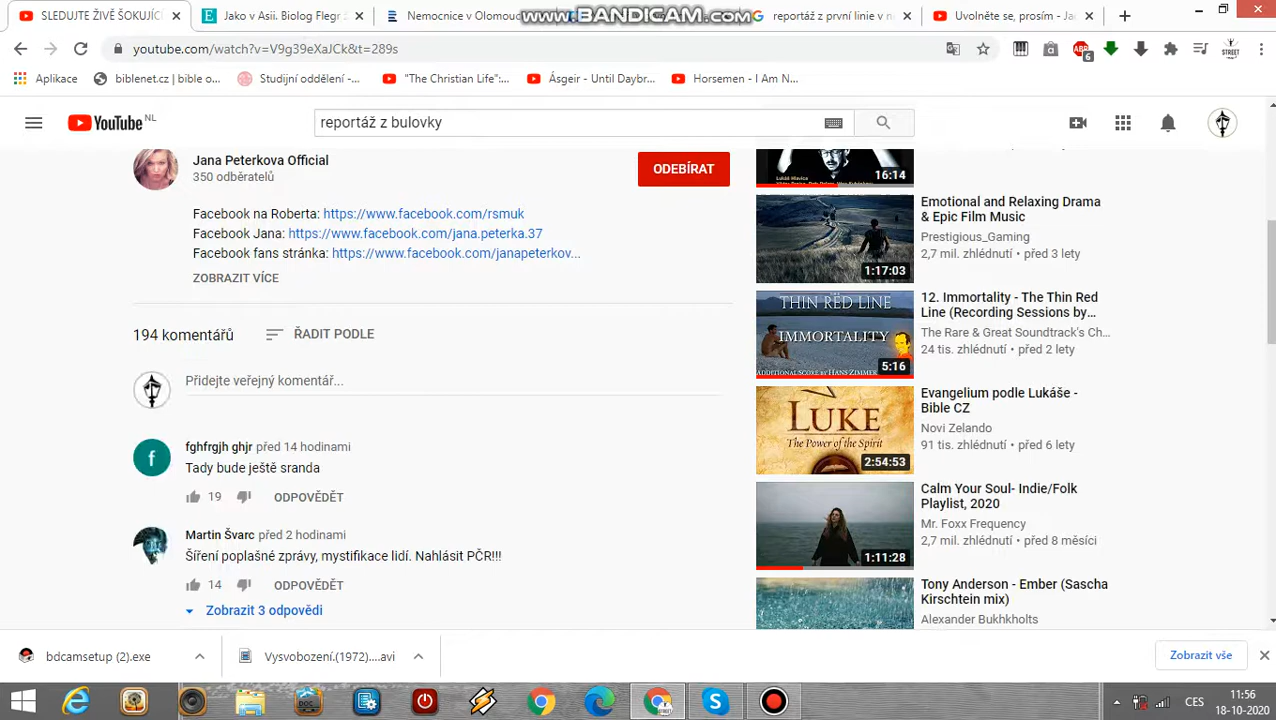 SLEDUJTE ŽIVĚ ŠOKUJÍCÍ
Jako v Asii. Biolog Flegr
Nemocnic Olomouc
www.BANDICAM.com
reportáž z první linie v n
Uvolněte se, prosím - Ja
youtube.com/watch?v=V9g39eXaJCk&t=289s
6
STREET
Aplikace
biblenet.cz | bible o...
Studijní oddělení -...
"The Christian Life":...
Ásgeir - Until Daybr...
Horsemen - I Am N...
YouTube NL
reportáž z bulovky
Jana Peterkova Official
350 odběratelů
ODEBÍRAT
Facebook na Roberta: https://www.facebook.com/rsmuk
Facebook Jana: https://www.facebook.com/jana.peterka.37
Facebook fans stránka: https://www.facebook.com/janapeterkov...
ZOBRAZIT VÍCE
194 komentářů
ŘADIT PODLE
Přidejte veřejný komentář...
fghfrgjh ghjr před 14 hodinami
Tady bude ještě sranda
19
ODPOVĚDĚT
Martin Švarc před 2 hodinami
Šíření poplašné zprávy, mystifikace lidí. Nahlásit PČR!!!
14
ODPOVĚDĚT
Zobrazit 3 odpovědi
16:14
Emotional and Relaxing Drama
& Epic Film Music
Prestigious_Gaming
2,7 mil. zhlédnutí • před 3 lety
1:17:03
THIN RED LINE
IMMORTALITY
ADDITIONAL SCORE BY HANS ZIMMER
5:16
12. Immortality - The Thin Red
Line (Recording Sessions by...
The Rare & Great Soundtrack's Ch...
24 tis. zhlédnutí • před 2 lety
LUKE
The Power of the Spirit
2:54:53
Evangelium podle Lukáše -
Bible CZ
Novi Zelando
91 tis. zhlédnutí • před 6 lety
1:11:28
Calm Your Soul- Indie/Folk
Playlist, 2020
Mr. Foxx Frequency
2,7 mil. zhlédnutí • před 8 měsíci
Tony Anderson - Ember (Sascha
Kirschtein mix)
Alexander Bukhkholts
bdcamsetup (2).exe
Vysvobození.(1972)....avi
Zobrazit vše
CES
11:56
18-10-2020